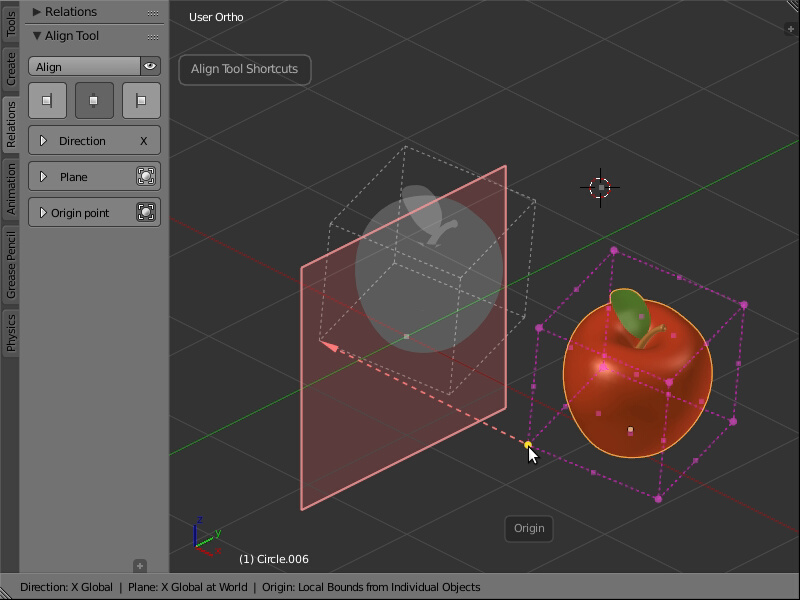 Tools
Create
Relations
Animation
Grease Pencil
Physics
Relations
Align Tool
Align
Direction X
Plane
Origin point
User Ortho
Align Tool Shortcuts
Origin
z
y
x
(1) Circle.006
Direction: X Global | Plane: X Global at World | Origin: Local Bounds from Individual Objects